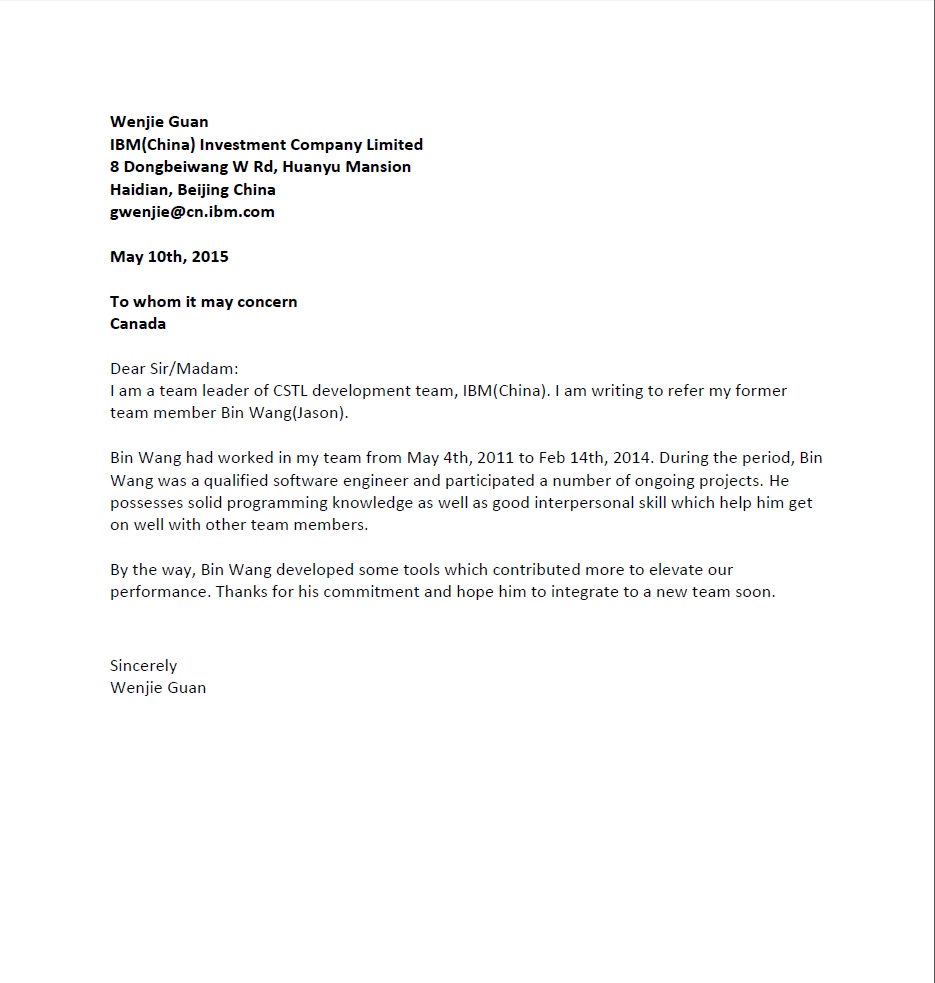 Wenjie Guan
IBM(China) Investment Company Limited
8 Dongbeiwang W Rd, Huanyu Mansion
Haidian, Beijing China
gwenjie@cn.ibm.com
May 10th, 2015
To whom it may concern
Canada
Dear Sir/Madam:
I am a team leader of CSTL development team, IBM(China). I am writing to refer my former
team member Bin Wang(Jason).
Bin Wang had worked in my team from May 4th, 2011 to Feb 14th, 2014. During the period, Bin
Wang was a qualified software engineer and participated a number of ongoing projects. He
possesses solid programming knowledge as well as good interpersonal skill which help him get
on well with other team members.
By the way, Bin Wang developed some tools which contributed more to elevate our
performance. Thanks for his commitment and hope him to integrate to a new team soon.
Sincerely
Wenjie Guan